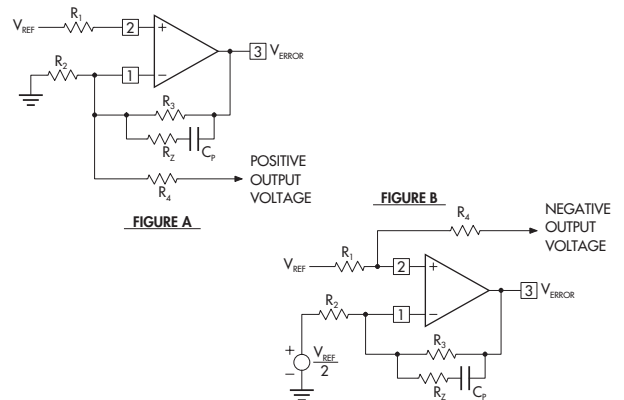 V_REF R_1 2 +
3 V_ERROR
R_2 1 −
R_3
R_Z C_P
R_4
POSITIVE
OUTPUT
VOLTAGE
FIGURE A
FIGURE B
R_4
NEGATIVE
OUTPUT
VOLTAGE
V_REF R_1 2 +
3 V_ERROR
R_2 1 −
+
−
V_REF
2
R_3
R_Z C_P